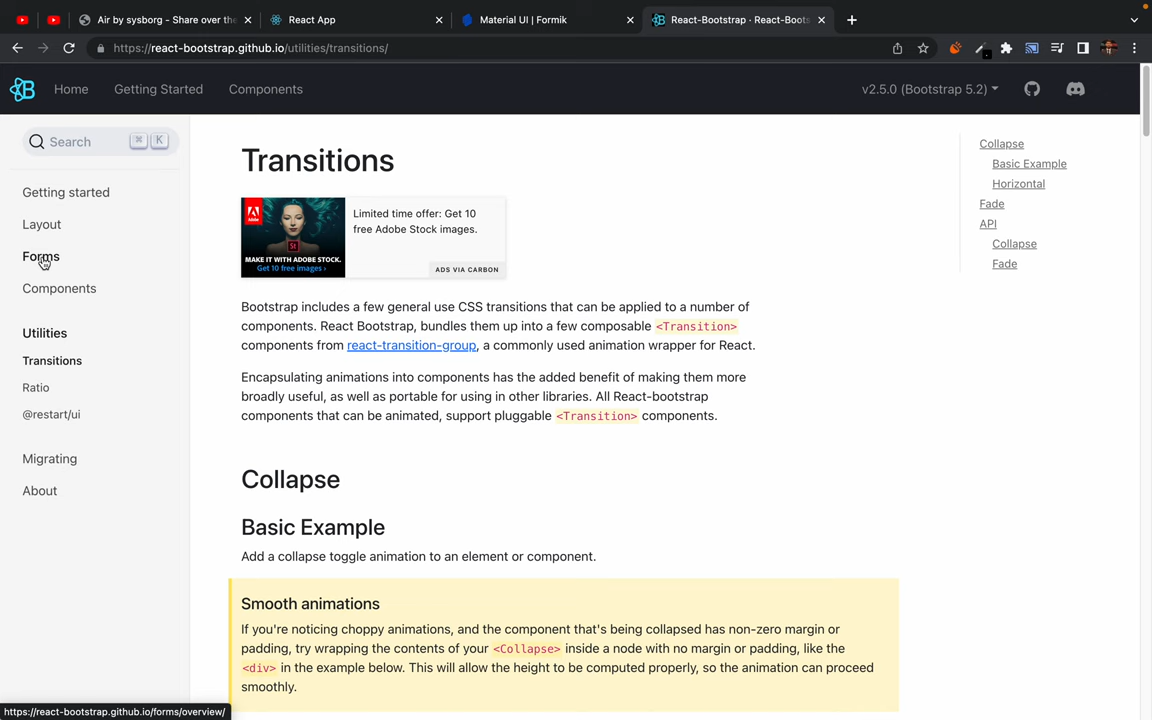 Air by sysborg - Share over the
React App
Material UI | Formik
React-Bootstrap · React-Boots
https://react-bootstrap.github.io/utilities/transitions/
Home
Getting Started
Components
v2.5.0 (Bootstrap 5.2)
Search
⌘ K
Getting started
Layout
Forms
Components
Utilities
Transitions
Ratio
@restart/ui
Migrating
About
Transitions
MAKE IT WITH ADOBE STOCK.
Get 10 free images ›
Limited time offer: Get 10
free Adobe Stock images.
ADS VIA CARBON
Bootstrap includes a few general use CSS transitions that can be applied to a number of
components. React Bootstrap, bundles them up into a few composable <Transition>
components from react-transition-group, a commonly used animation wrapper for React.
Encapsulating animations into components has the added benefit of making them more
broadly useful, as well as portable for using in other libraries. All React-bootstrap
components that can be animated, support pluggable <Transition> components.
Collapse
Basic Example
Add a collapse toggle animation to an element or component.
Smooth animations
If you're noticing choppy animations, and the component that's being collapsed has non-zero margin or
padding, try wrapping the contents of your <Collapse> inside a node with no margin or padding, like the
<div> in the example below. This will allow the height to be computed properly, so the animation can proceed
smoothly.
Collapse
Basic Example
Horizontal
Fade
API
Collapse
Fade
https://react-bootstrap.github.io/forms/overview/